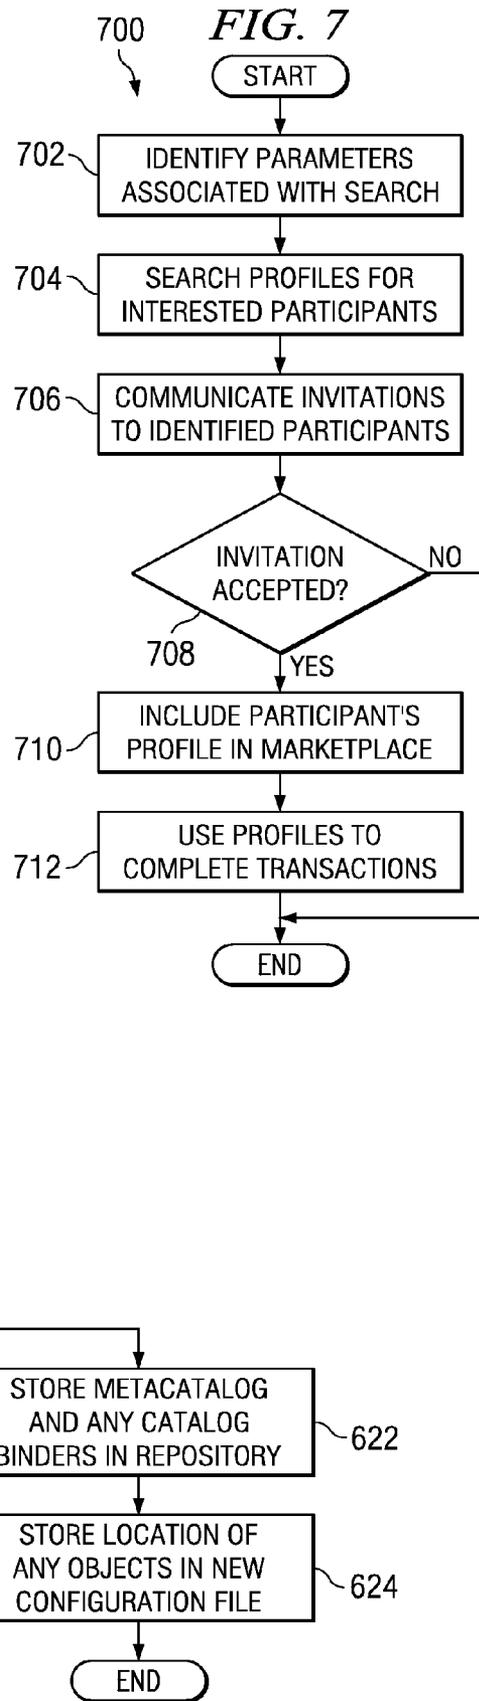 FIG. 7
700
START
702
IDENTIFY PARAMETERS
ASSOCIATED WITH SEARCH
704
SEARCH PROFILES FOR
INTERESTED PARTICIPANTS
706
COMMUNICATE INVITATIONS
TO IDENTIFIED PARTICIPANTS
INVITATION
ACCEPTED?
NO
708
YES
710
INCLUDE PARTICIPANT'S
PROFILE IN MARKETPLACE
712
USE PROFILES TO
COMPLETE TRANSACTIONS
END
STORE METACATALOG
AND ANY CATALOG
BINDERS IN REPOSITORY
622
STORE LOCATION OF
ANY OBJECTS IN NEW
CONFIGURATION FILE
624
END